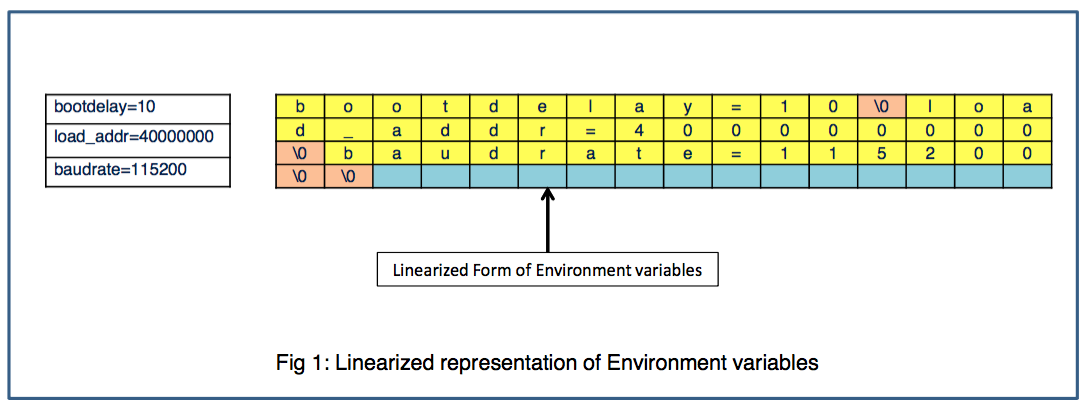 bootdelay=10
load_addr=40000000
baudrate=115200
b o o t d e l a y = 1 0 \0 l o a
d _ a d d r = 4 0 0 0 0 0 0 0 0
\0 b a u d r a t e = 1 1 5 2 0 0
\0 \0
Linearized Form of Environment variables
Fig 1: Linearized representation of Environment variables